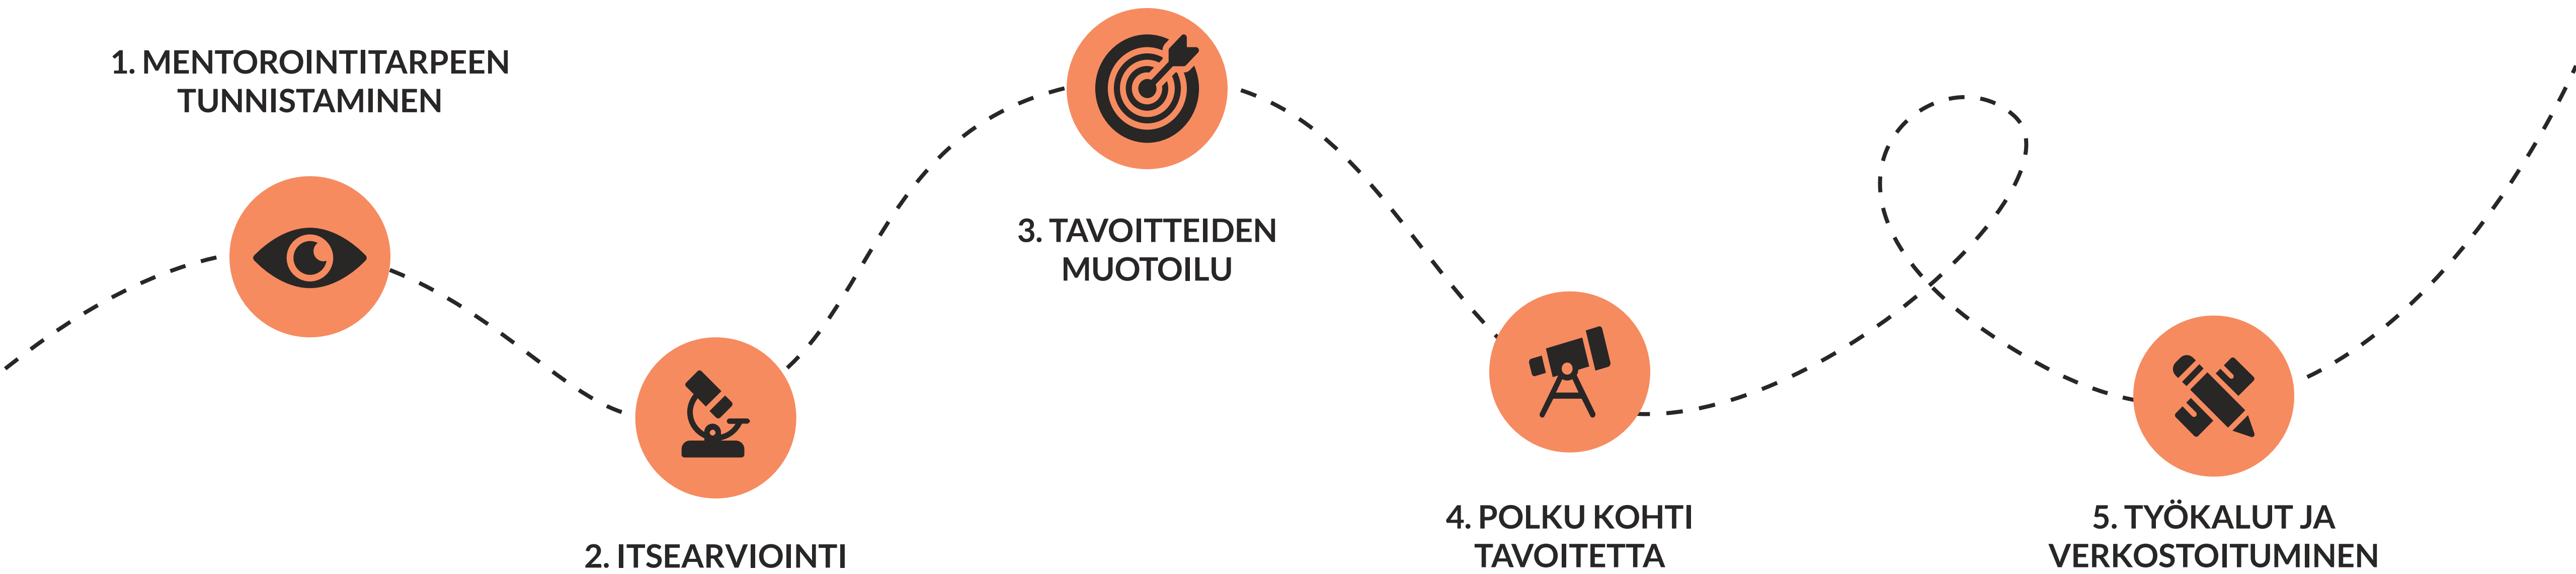 1. MENTOROINTITARPEEN
TUNNISTAMINEN
2. ITSEARVIOINTI
3. TAVOITTEIDEN
MUOTOILU
4. POLKU KOHTI
TAVOITETTA
5. TYÖKALUT JA
VERKOSTOITUMINEN